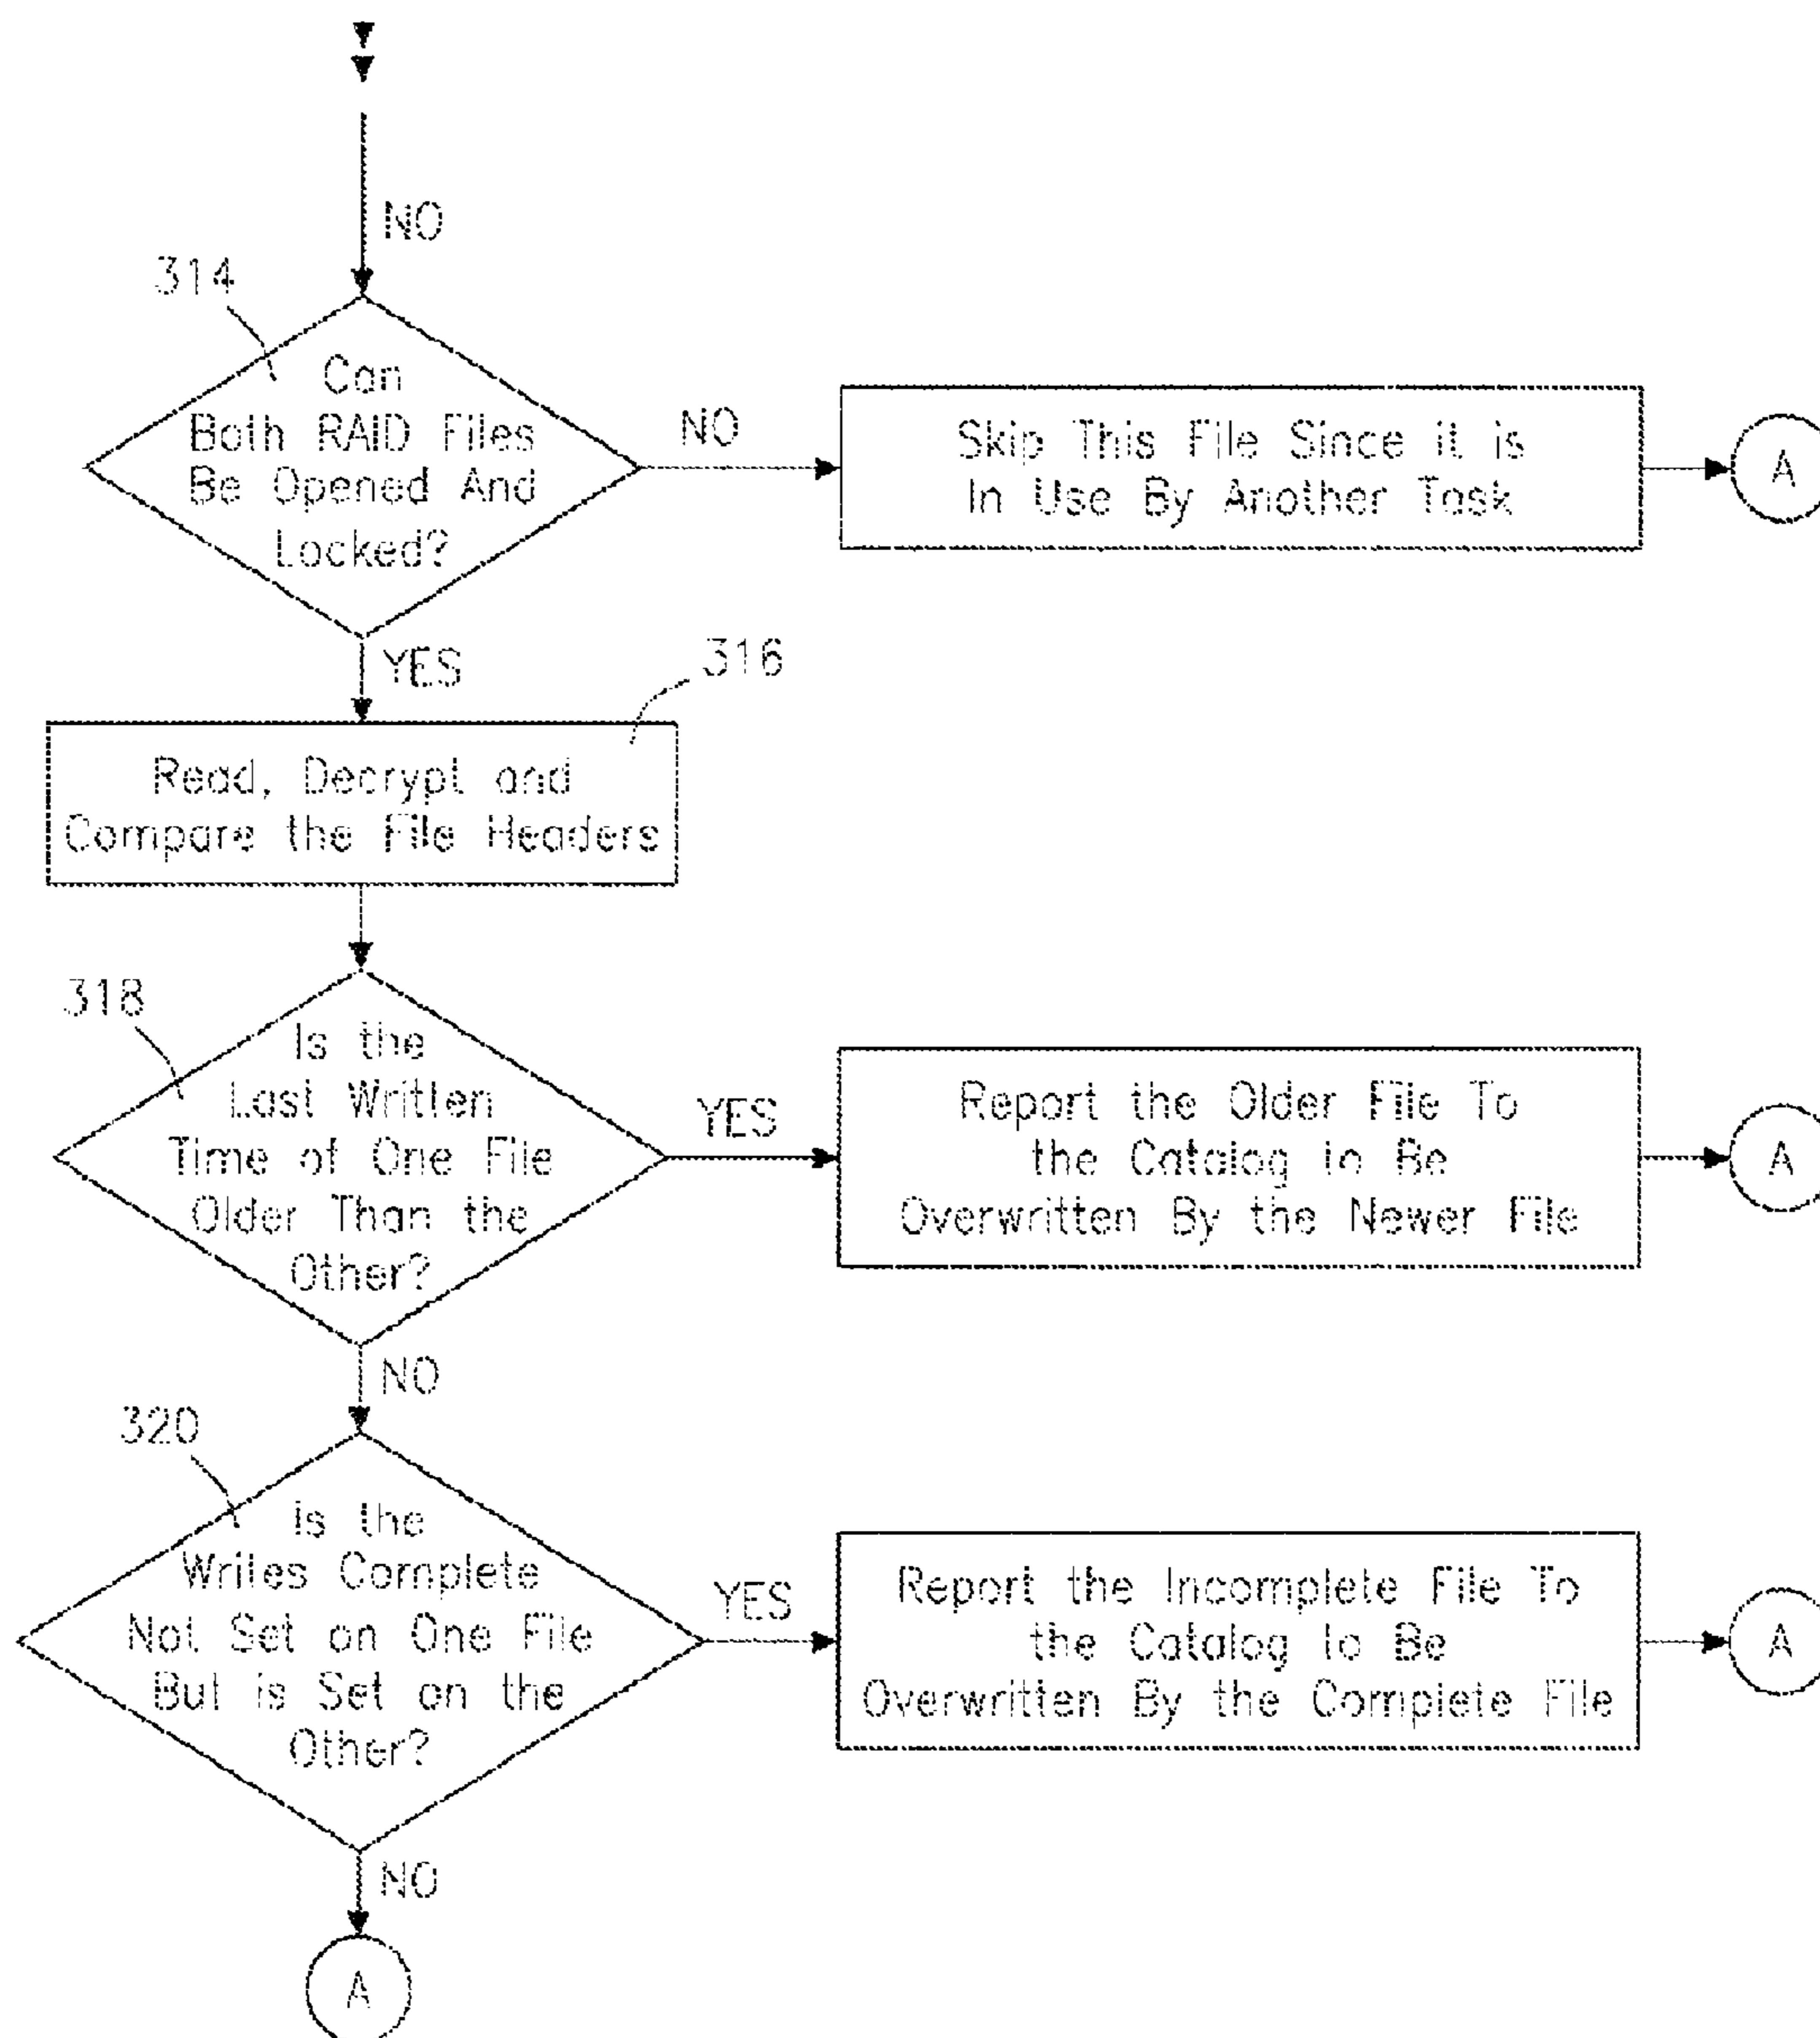 NO
314
Can
Both RAID Files
Be Opened And
Locked?
NO
Skip This File Since it is
In Use By Another Task
A
YES
316
Read, Decrypt and
Compare the File Headers
318
Is the
Last Written
Time of One File
Older Than the
Other?
YES
Report the Older File To
the Catalog to Be
Overwritten By the Newer File
A
NO
320
Is the
Writes Complete
Not Set on One File
But is Set on the
Other?
YES
Report the Incomplete File To
the Catalog to Be
Overwritten By the Complete File
A
NO
A